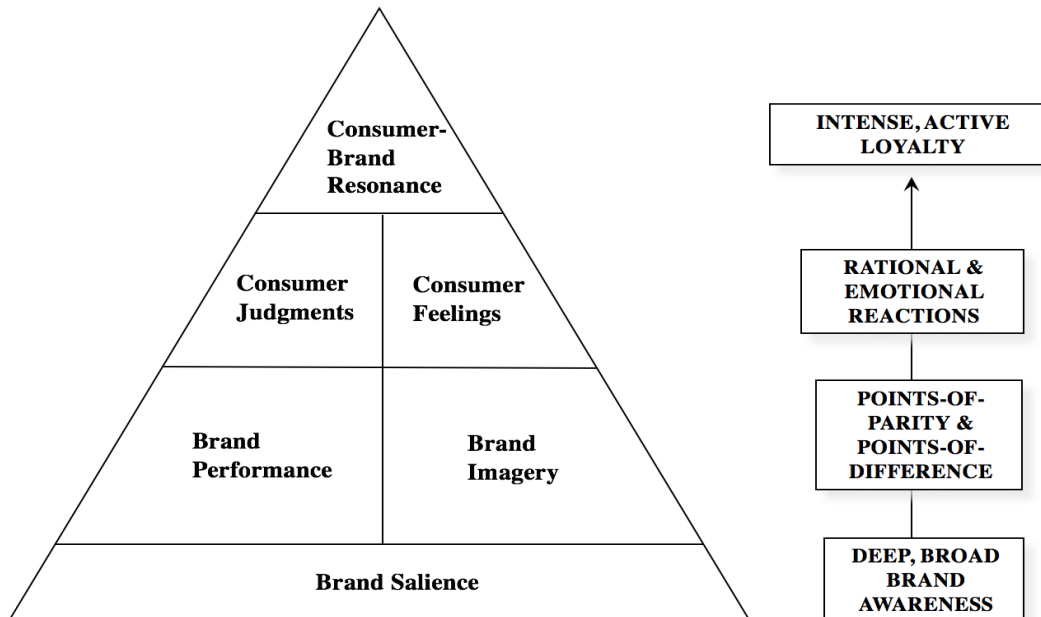 Consumer-
Brand
Resonance
INTENSE, ACTIVE
LOYALTY
Consumer
Judgments
Consumer
Feelings
RATIONAL &
EMOTIONAL
REACTIONS
Brand
Performance
Brand
Imagery
POINTS-OF-
PARITY &
POINTS-OF-
DIFFERENCE
Brand Salience
DEEP, BROAD
BRAND
AWARENESS